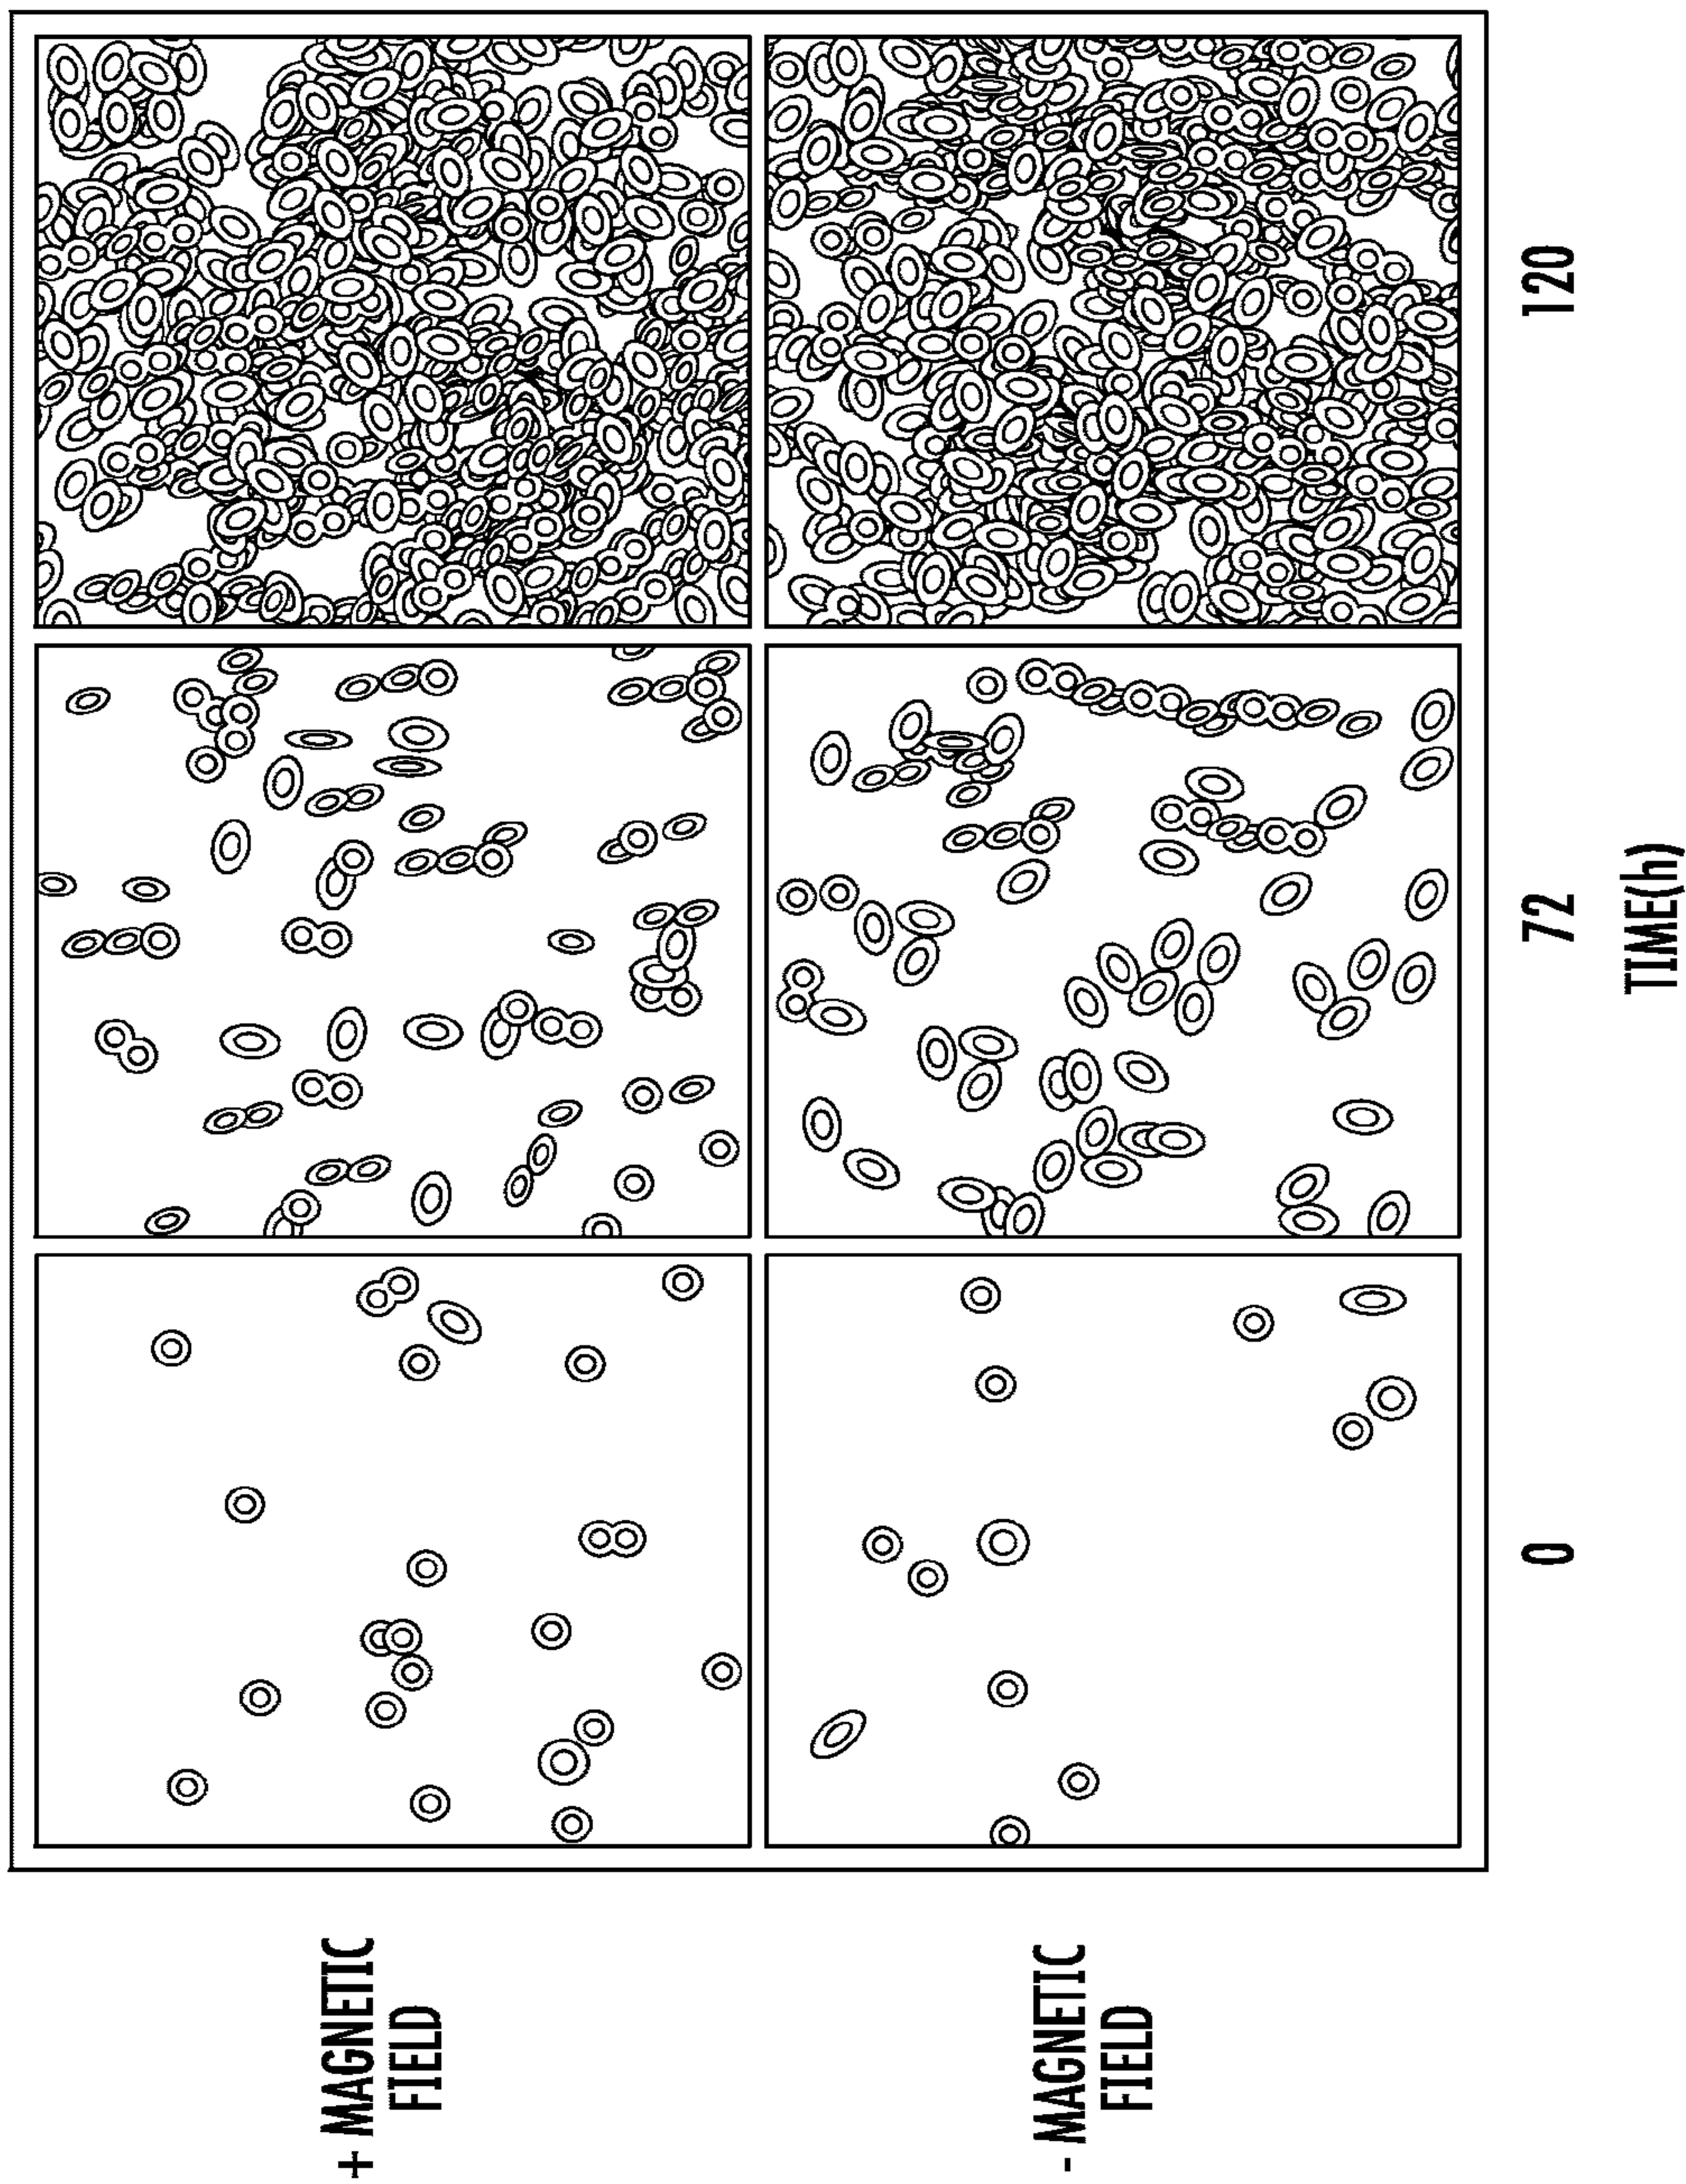 + MAGNETIC
FIELD
- MAGNETIC
FIELD
0
72
120
TIME(h)